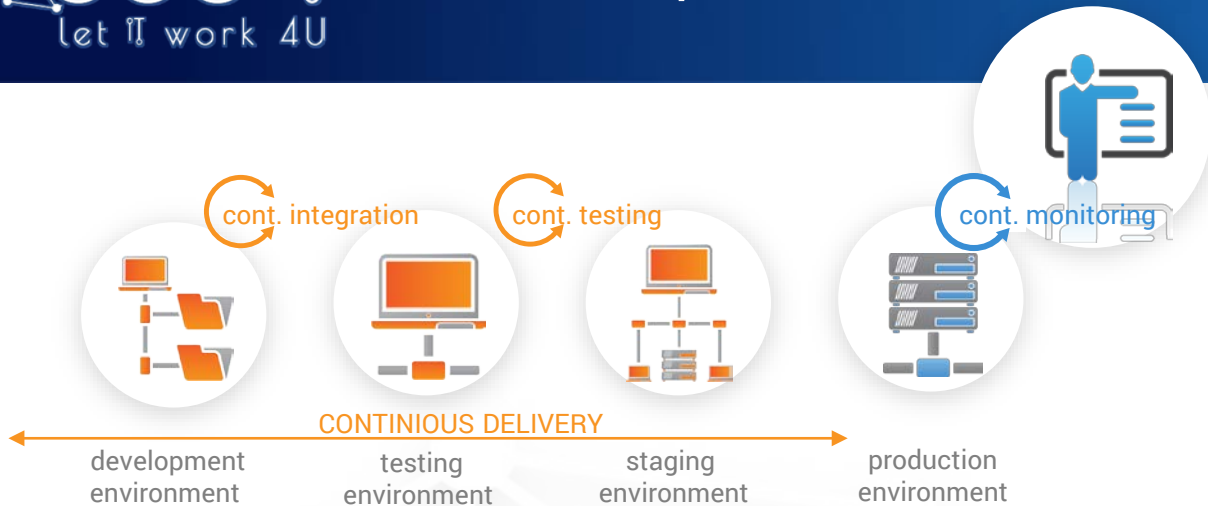 let IT work 4U
cont. integration
cont. testing
cont. monitoring
CONTINIOUS DELIVERY
development
environment
testing
environment
staging
environment
production
environment